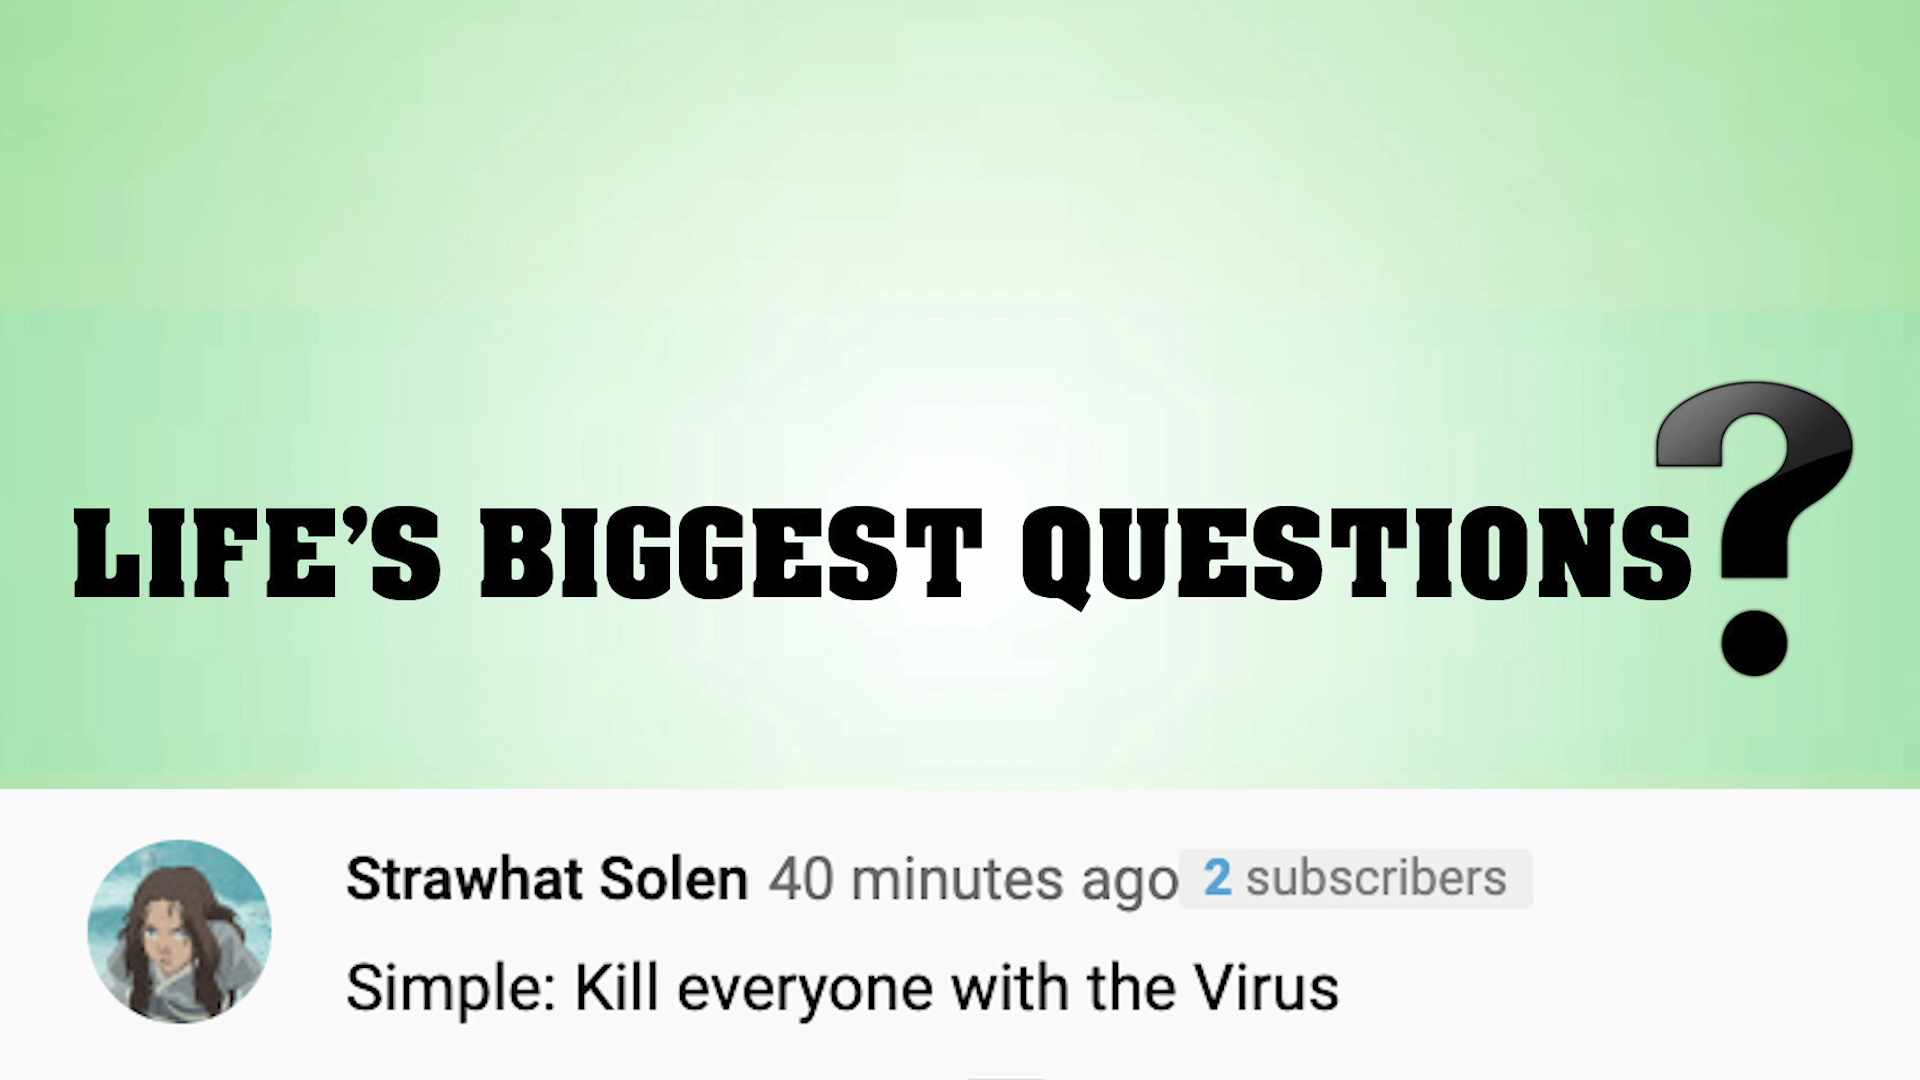 LIFE’S BIGGEST QUESTIONS?
Strawhat Solen 40 minutes ago 2 subscribers
Simple: Kill everyone with the Virus